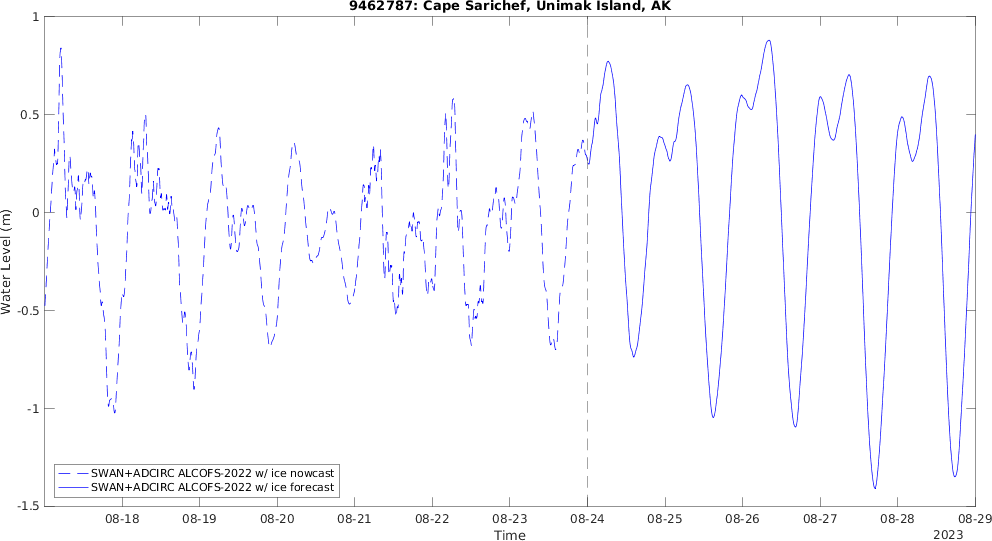 9462787: Cape Sarichef, Unimak Island, AK
1
0.5
0
-0.5
-1
-1.5
Water Level (m)
SWAN+ADCIRC ALCOFS-2022 w/ ice nowcast
SWAN+ADCIRC ALCOFS-2022 w/ ice forecast
08-18 08-19 08-20 08-21 08-22 08-23 08-24 08-25 08-26 08-27 08-28 08-29
Time
2023